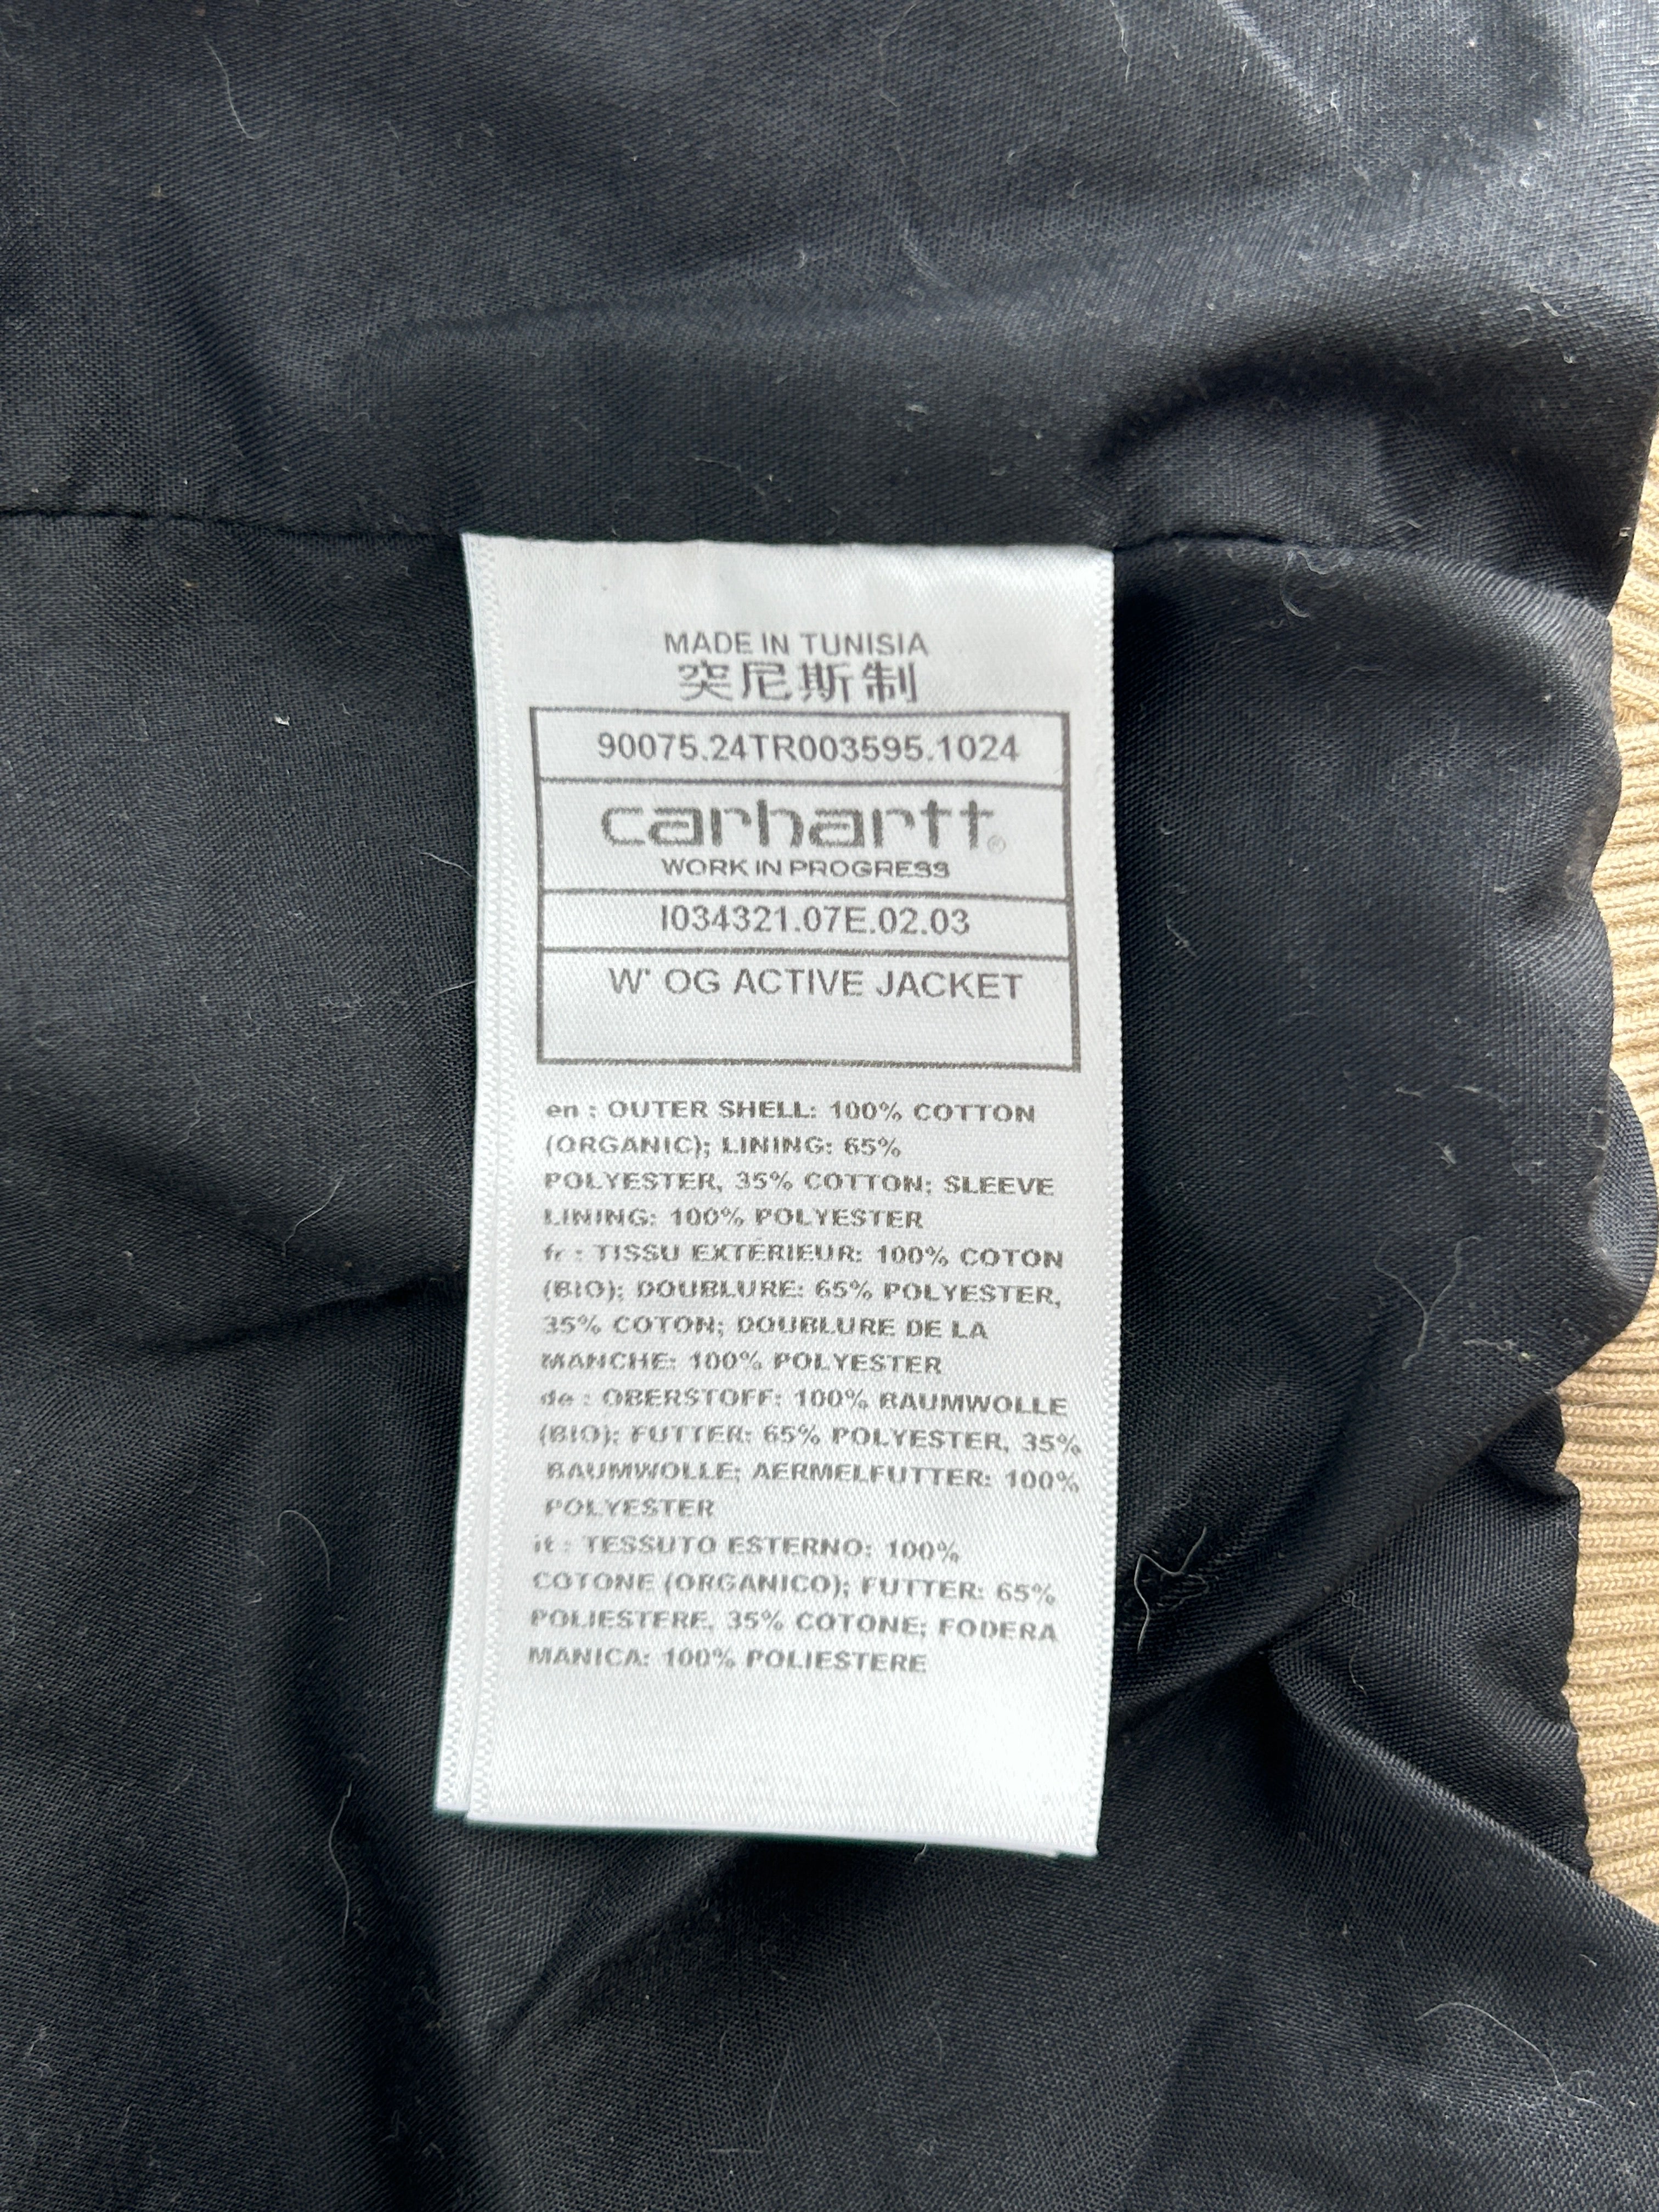 MADE IN TUNISIA
突尼斯制
90075.24TR003595.1024
carhartt®
WORK IN PROGRESS
I034321.07E.02.03
W' OG ACTIVE JACKET
en : OUTER SHELL: 100% COTTON
(ORGANIC); LINING: 65%
POLYESTER, 35% COTTON; SLEEVE
LINING: 100% POLYESTER
fr : TISSU EXTÉRIEUR: 100% COTON
(BIO); DOUBLURE: 65% POLYESTER,
35% COTON; DOUBLURE DE LA
MANCHE: 100% POLYESTER
de : OBERSTOFF: 100% BAUMWOLLE
(BIO); FUTTER: 65% POLYESTER, 35%
BAUMWOLLE; AERMELFUTTER: 100%
POLYESTER
it : TESSUTO ESTERNO: 100%
COTONE (ORGANICO); FUTTER: 65%
POLIESTERE, 35% COTONE; FODERA
MANICA: 100% POLIESTERE